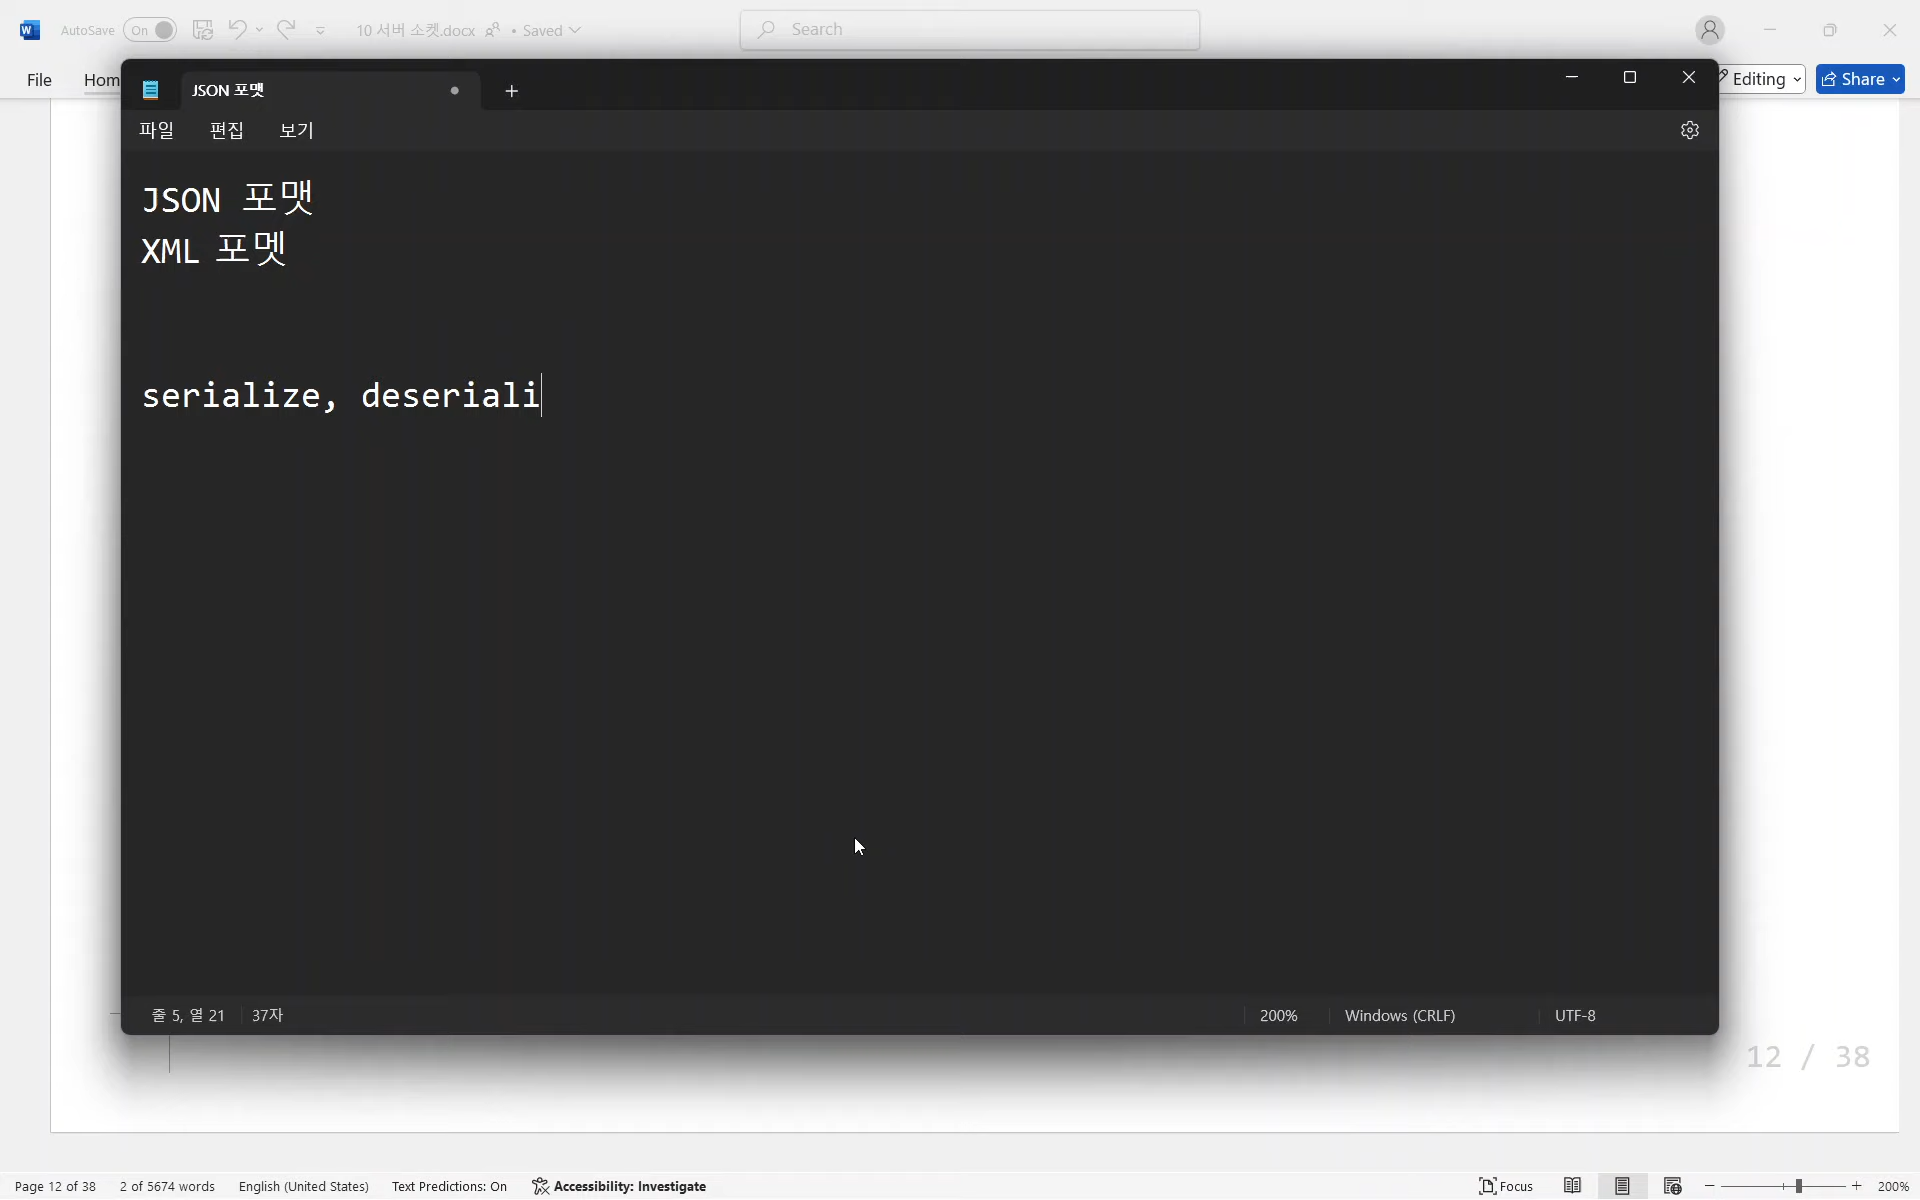 AutoSave On 10 서버 소켓.docx • Saved Search
File Hom Editing Share
JSON 포맷
파일 편집 보기
JSON 포맷
XML 포멧
serialize, deseriali
줄 5, 열 21 37자 200% Windows (CRLF) UTF-8
12 / 38
Page 12 of 38 2 of 5674 words English (United States) Text Predictions: On Accessibility: Investigate Focus 200%